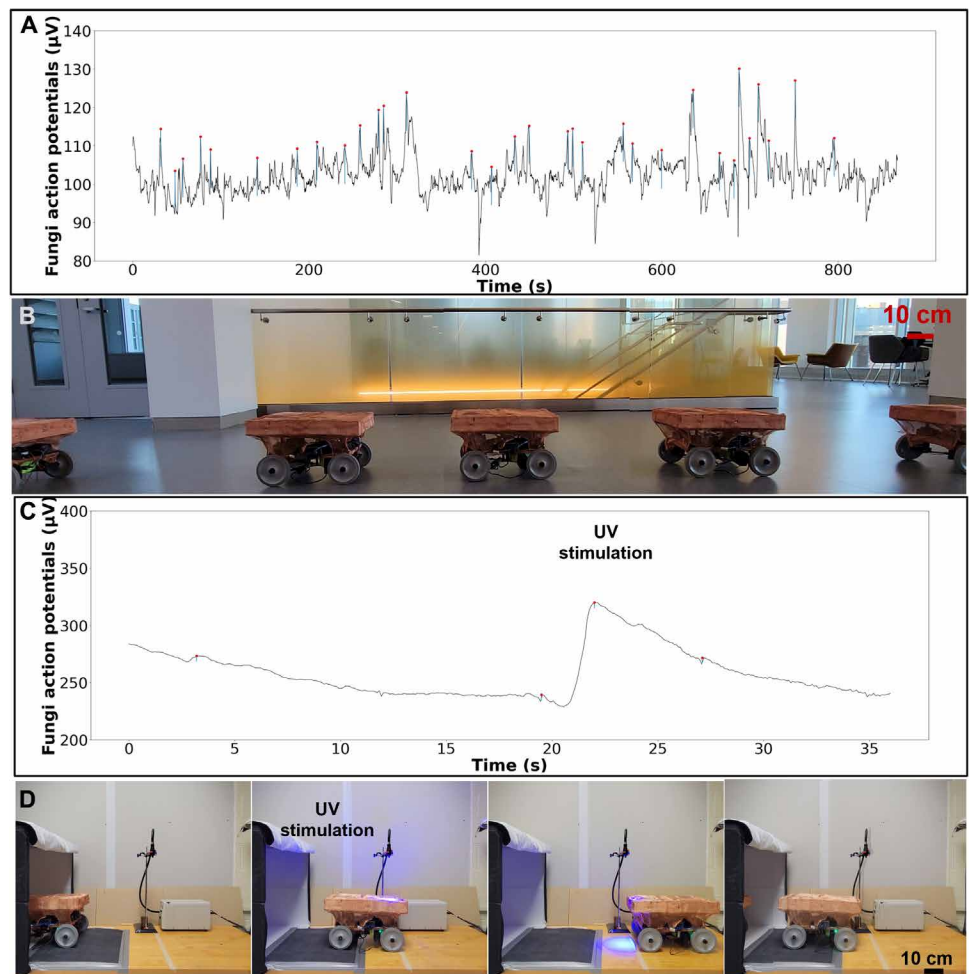 A
Fungi action potentials (µV)
140
130
120
110
100
90
80
0
200
400
600
800
Time (s)
B
10 cm
C
Fungi action potentials (µV)
400
350
300
250
200
UV
stimulation
0
5
10
15
20
25
30
35
Time (s)
D
UV
stimulation
10 cm